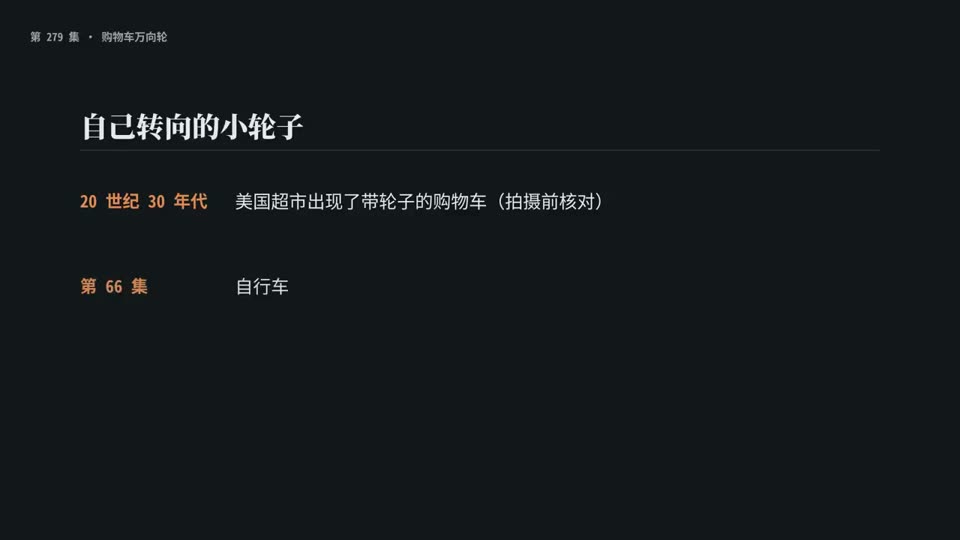 第 279 集 · 购物车万向轮
自己转向的小轮子
20 世纪 30 年代 美国超市出现了带轮子的购物车（拍摄前核对）
第 66 集 自行车